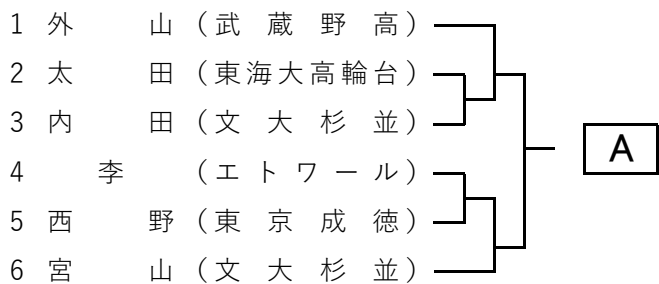 1 外山(武蔵野高)
2 太田(東海大高輪台)
3 内田(文大杉並)
4 李(エトワール)
5 西野(東京成徳)
6 宮山(文大杉並)
A